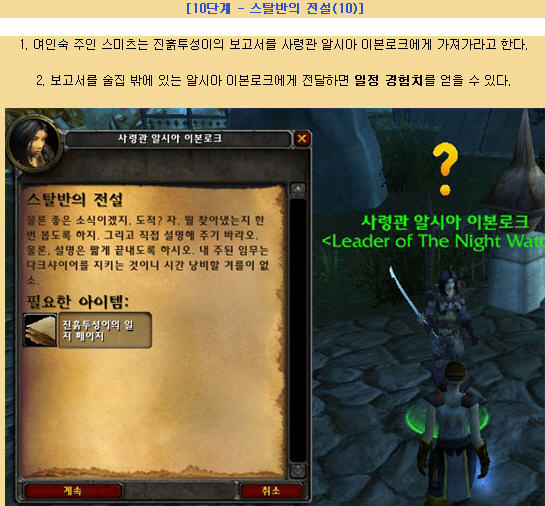 [10단계 - 스탈반의 전설(10)]
1. 여인숙 주인 스미츠는 진흙투성이의 보고서를 사령관 알시아 이본로크에게 가져가라고 한다.
2. 보고서를 술집 밖에 있는 알시아 이본로크에게 전달하면 일정 경험치를 얻을 수 있다.
사령관 알시아 이본로크
스탈반의 전설
물론 좋은 소식이겠지, 도적? 자. 뭘 찾아냈는지 한
번 봅도록 하지. 그리고 직접 설명해 주기 바라오.
물론, 설명은 짧게 끝내도록 하시오. 내 주된 임무는
다크샤이어를 지키는 것이니 시간 낭비할 겨를이 없
소.
필요한 아이템:
진흙투성이의 일
지 페이지
계속
취소
사령관 알시아 이본로크
<Leader of The Night Wat